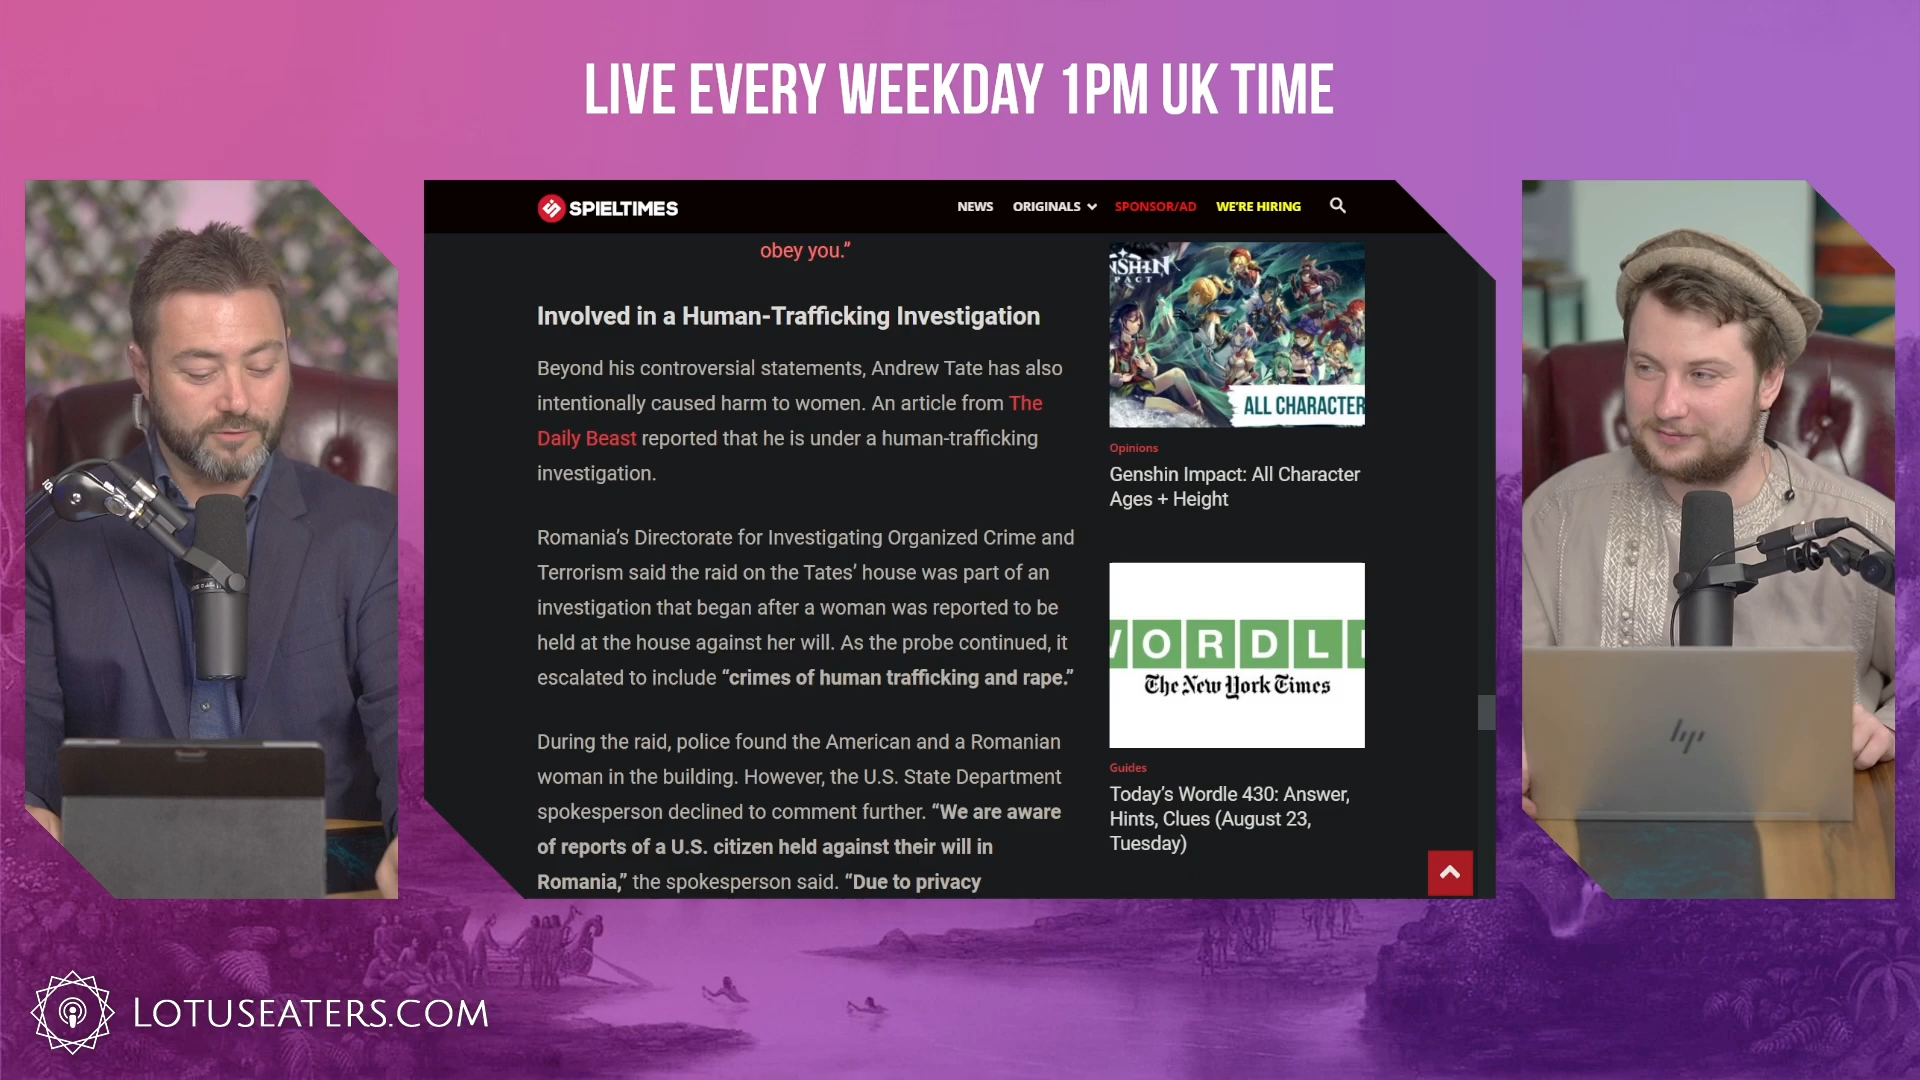 LIVE EVERY WEEKDAY 1PM UK TIME
SPIELTIMES
NEWS
ORIGINALS
SPONSOR/AD
WE'RE HIRING
obey you.”
Involved in a Human-Trafficking Investigation
Beyond his controversial statements, Andrew Tate has also
intentionally caused harm to women. An article from The
Daily Beast reported that he is under a human-trafficking
investigation.
Romania’s Directorate for Investigating Organized Crime and
Terrorism said the raid on the Tates’ house was part of an
investigation that began after a woman was reported to be
held at the house against her will. As the probe continued, it
escalated to include “crimes of human trafficking and rape.”
During the raid, police found the American and a Romanian
woman in the building. However, the U.S. State Department
spokesperson declined to comment further. “We are aware
of reports of a U.S. citizen held against their will in
Romania,” the spokesperson said. “Due to privacy
NSHIN
PACT
ALL CHARACTER
Opinions
Genshin Impact: All Character
Ages + Height
WORDL
The New York Times
Guides
Today’s Wordle 430: Answer,
Hints, Clues (August 23,
Tuesday)
hp
LOTUSEATERS.COM